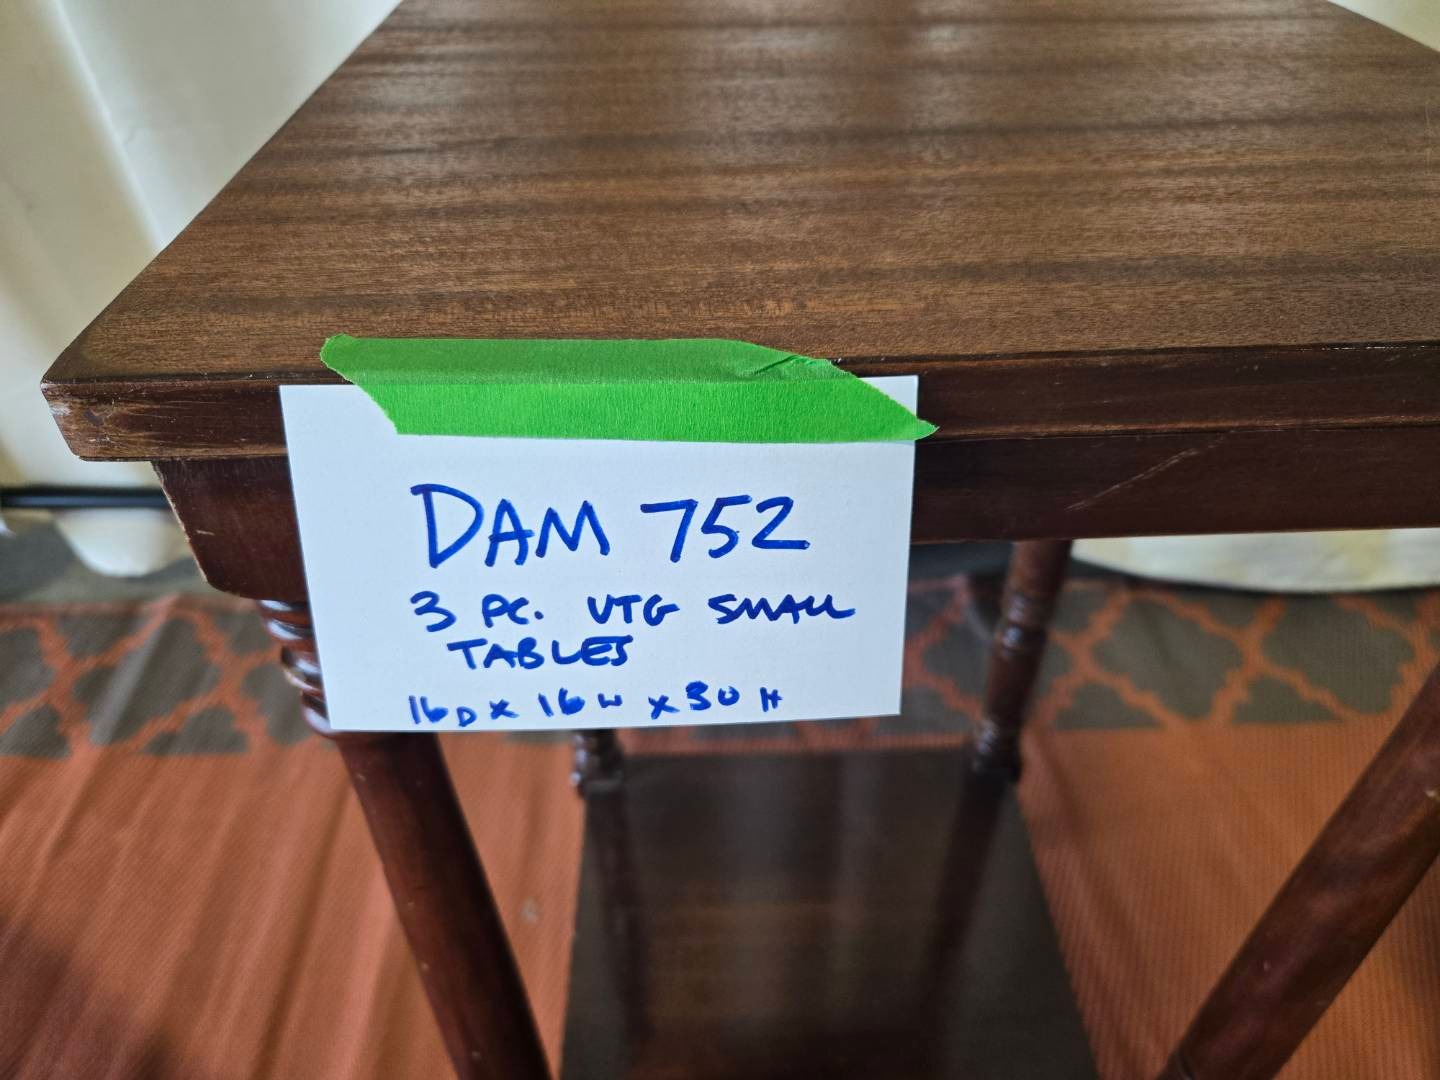 DAM 752
3 PC. VTG SMALL
TABLES
16D X 16W X 30H